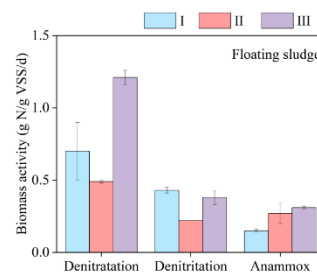 I II III
Floating sludge
Biomass activity (g N/g VSS/d)
1.5
1.0
0.5
0.0
Denitratation Denitritation Anammox